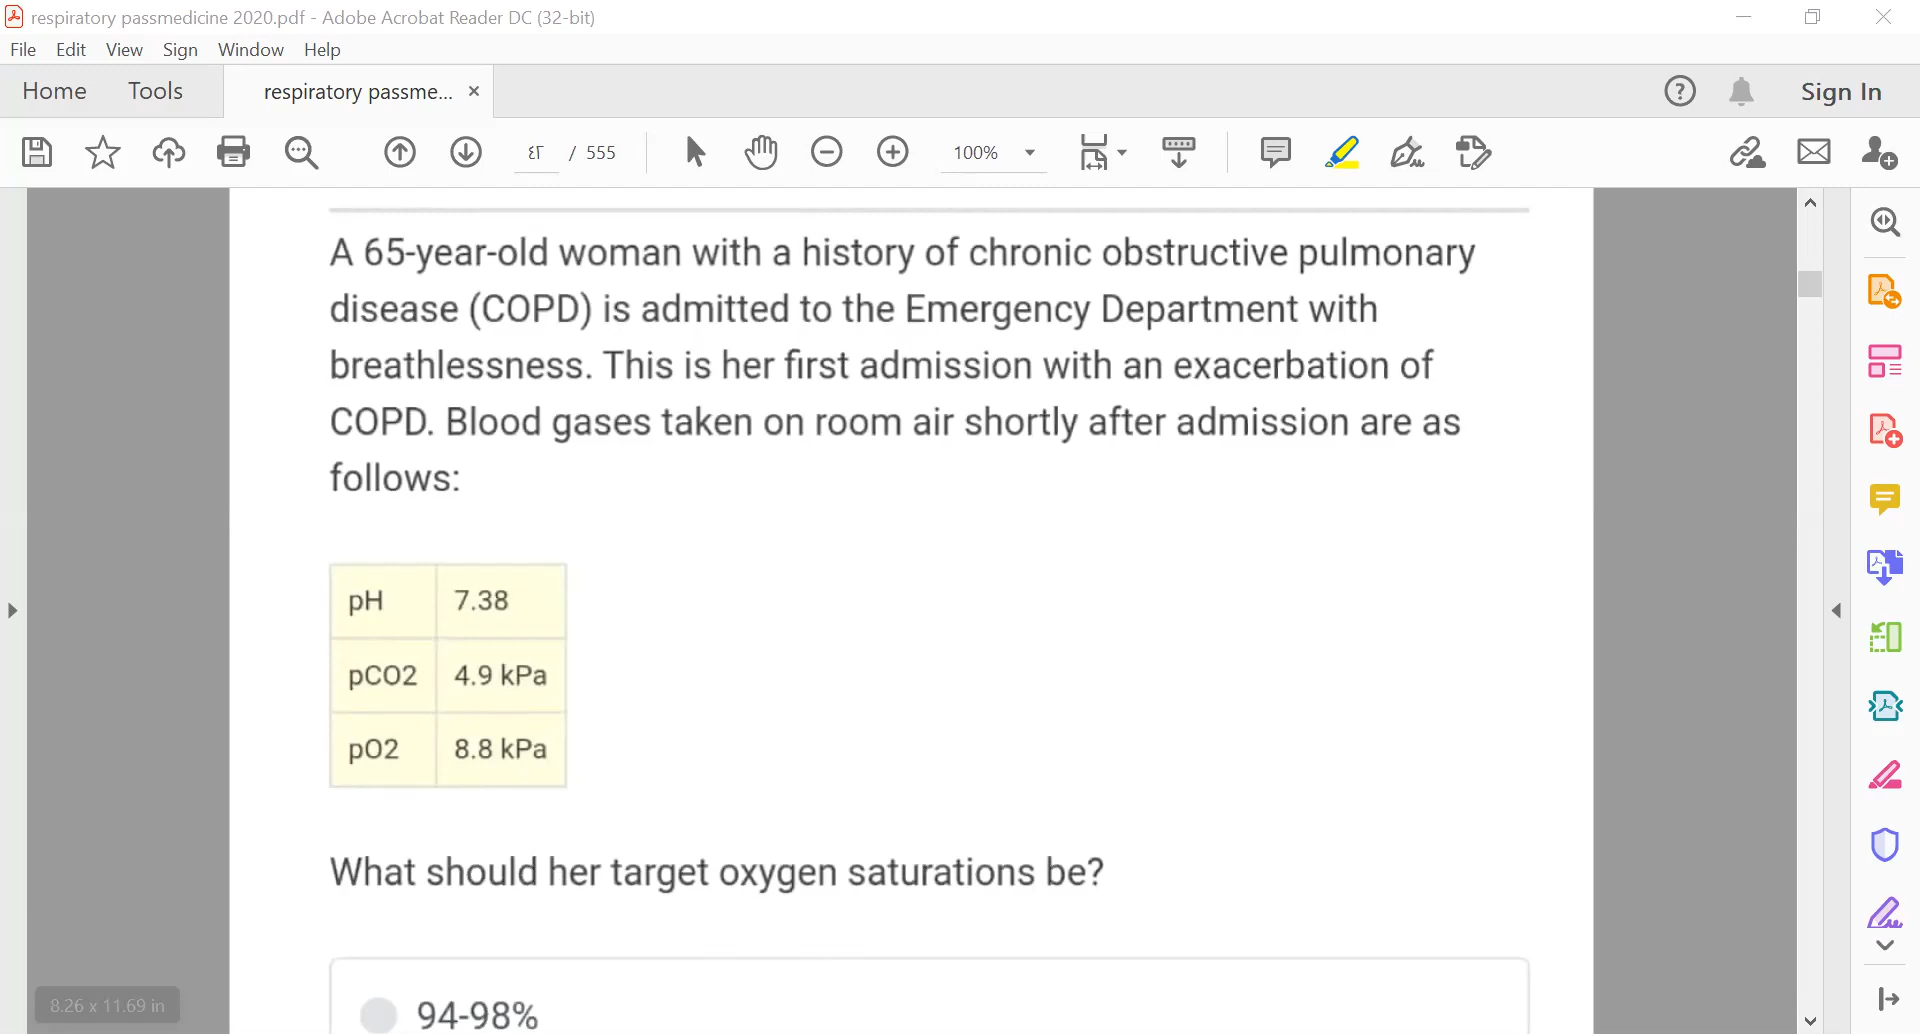 respiratory passmedicine 2020.pdf - Adobe Acrobat Reader DC (32-bit)
File Edit View Sign Window Help
Home Tools respiratory passme... × Sign In
٤٢ / 555 100%
A 65-year-old woman with a history of chronic obstructive pulmonary
disease (COPD) is admitted to the Emergency Department with
breathlessness. This is her first admission with an exacerbation of
COPD. Blood gases taken on room air shortly after admission are as
follows:
pH 7.38
pCO2 4.9 kPa
pO2 8.8 kPa
What should her target oxygen saturations be?
94-98%
8.26 x 11.69 in